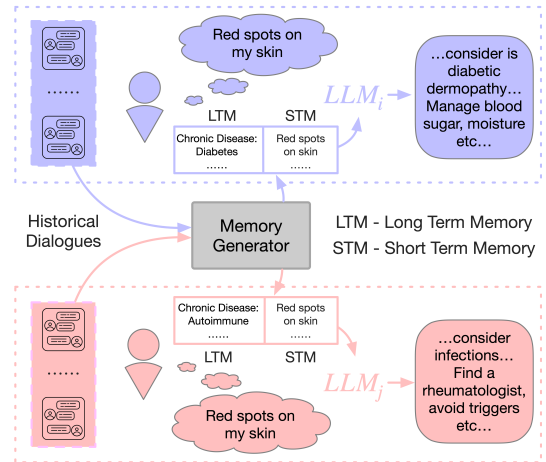 Red spots on
my skin
……
LTM
STM
Chronic Disease:
Diabetes
……
Red spots
on skin
……
LLMi
…consider is
diabetic
dermopathy…
Manage blood
sugar, moisture
etc…
Historical
Dialogues
Memory
Generator
LTM - Long Term Memory
STM - Short Term Memory
Chronic Disease:
Autoimmune
……
Red spots
on skin
……
LTM
STM
LLMj
……
Red spots on
my skin
…consider
infections…
Find a
rheumatologist,
avoid triggers
etc…